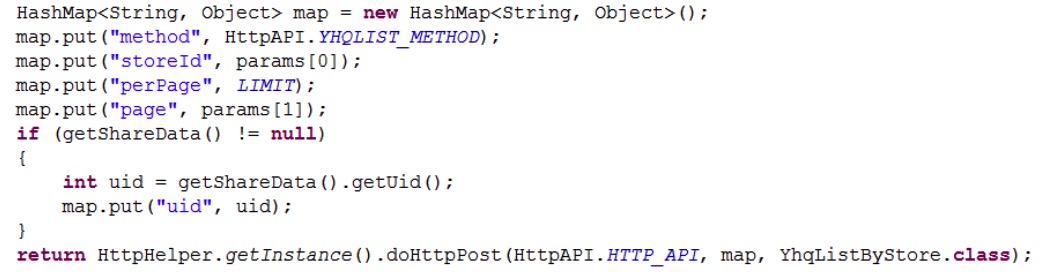 HashMap<String, Object> map = new HashMap<String, Object>();
map.put("method", HttpAPI.YHQLIST_METHOD);
map.put("storeId", params[0]);
map.put("perPage", LIMIT);
map.put("page", params[1]);
if (getShareData() != null)
{
    int uid = getShareData().getUid();
    map.put("uid", uid);
}
return HttpHelper.getInstance().doHttpPost(HttpAPI.HTTP_API, map, YhqListByStore.class);